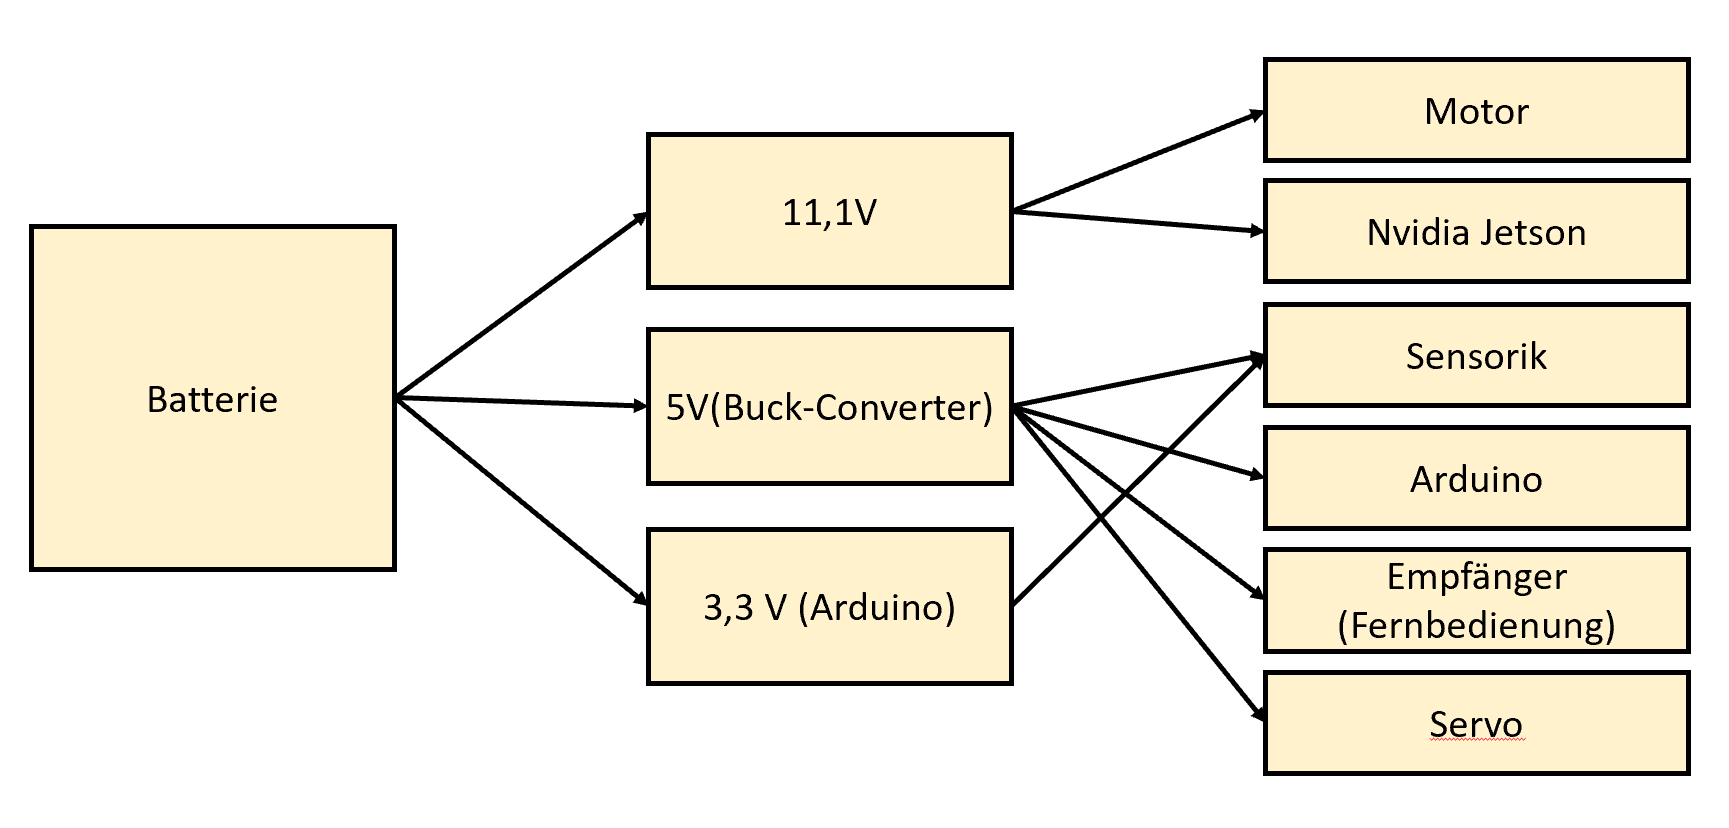 Batterie
11,1V
5V(Buck-Converter)
3,3 V (Arduino)
Motor
Nvidia Jetson
Sensorik
Arduino
Empfänger
(Fernbedienung)
Servo